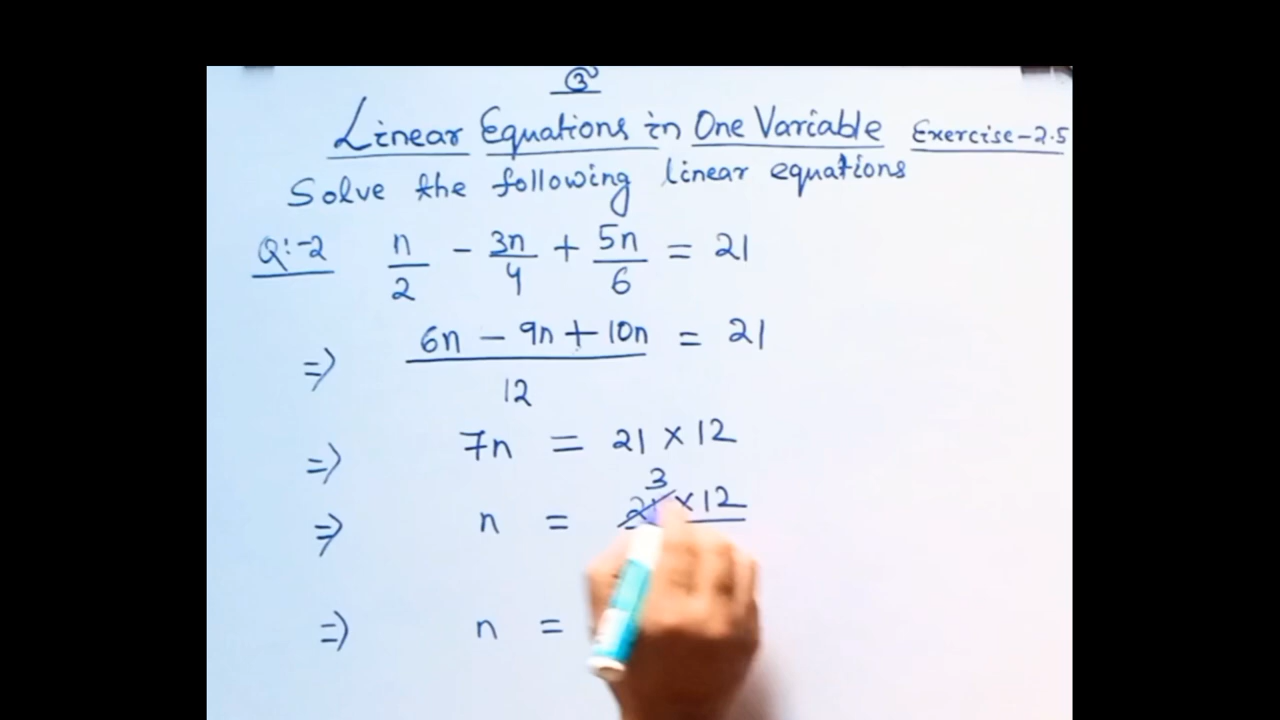 3
Linear Equations in One Variable Exercise-2.5
Solve the following linear equations
Q:-2 n/2 - 3n/4 + 5n/6 = 21
=> 6n - 9n + 10n/12 = 21
=> 7n = 21 × 12
3
=> n = 21 × 12
=> n =